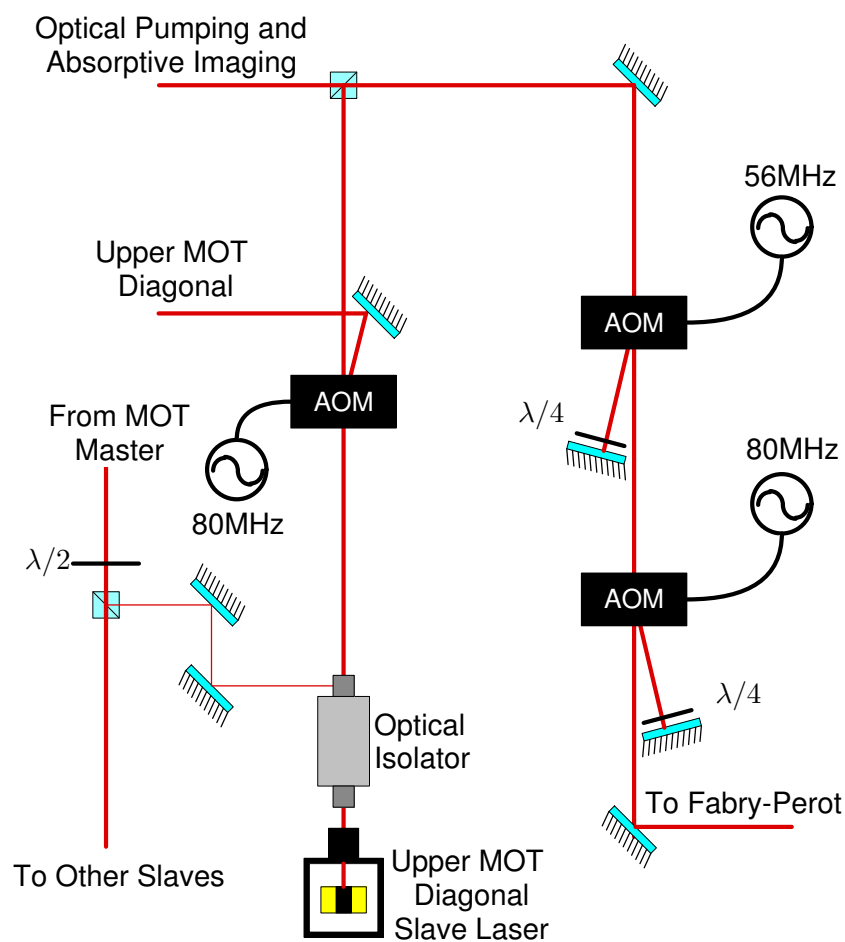 Optical Pumping and
Absorptive Imaging
56MHz
Upper MOT
Diagonal
AOM
AOM
λ/4
From MOT
Master
80MHz
80MHz
λ/2
AOM
λ/4
Optical
Isolator
To Fabry-Perot
To Other Slaves
Upper MOT
Diagonal
Slave Laser